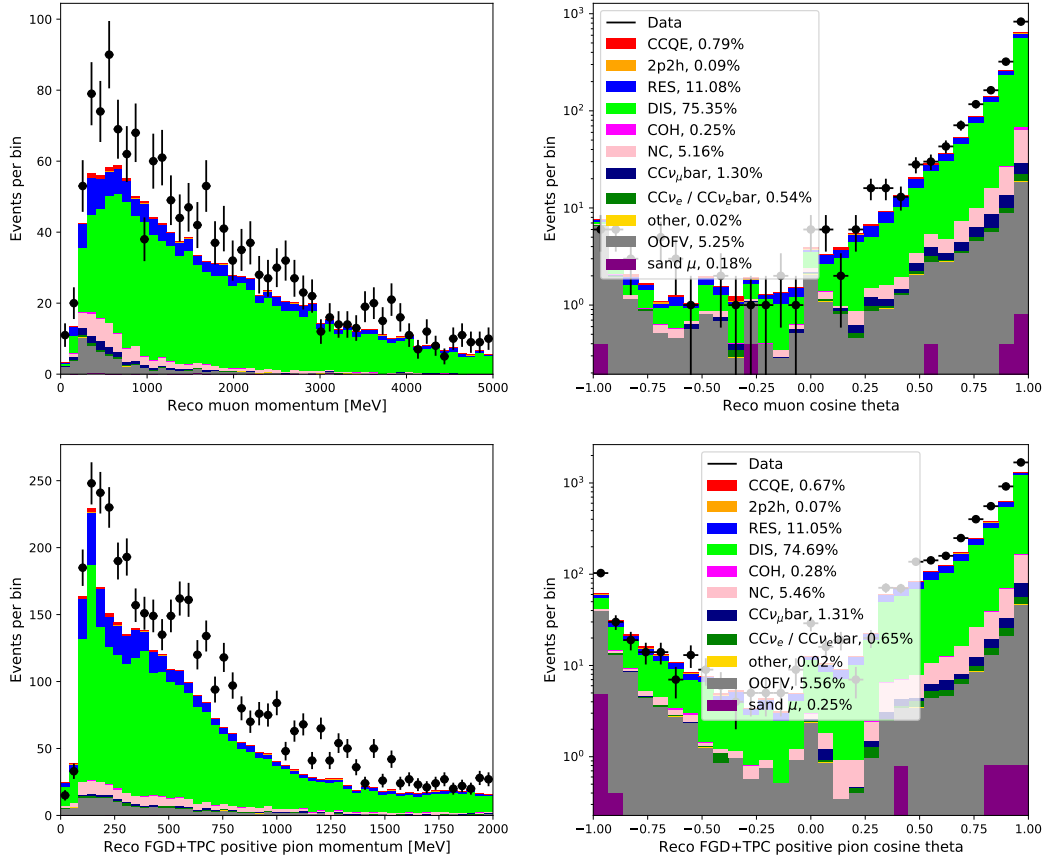 100
80
60
40
20
0
Events per bin
0 1000 2000 3000 4000 5000
Reco muon momentum [MeV]
10³
10²
10¹
10⁰
Events per bin
Data
CCQE, 0.79%
2p2h, 0.09%
RES, 11.08%
DIS, 75.35%
COH, 0.25%
NC, 5.16%
CCνμbar, 1.30%
CCνe / CCνebar, 0.54%
other, 0.02%
OOFV, 5.25%
sand μ, 0.18%
−1.00 −0.75 −0.50 −0.25 0.00 0.25 0.50 0.75 1.00
Reco muon cosine theta
250
200
150
100
50
0
Events per bin
0 250 500 750 1000 1250 1500 1750 2000
Reco FGD+TPC positive pion momentum [MeV]
10³
10²
10¹
10⁰
Events per bin
Data
CCQE, 0.67%
2p2h, 0.07%
RES, 11.05%
DIS, 74.69%
COH, 0.28%
NC, 5.46%
CCνμbar, 1.31%
CCνe / CCνebar, 0.65%
other, 0.02%
OOFV, 5.56%
sand μ, 0.25%
−1.00 −0.75 −0.50 −0.25 0.00 0.25 0.50 0.75 1.00
Reco FGD+TPC positive pion cosine theta